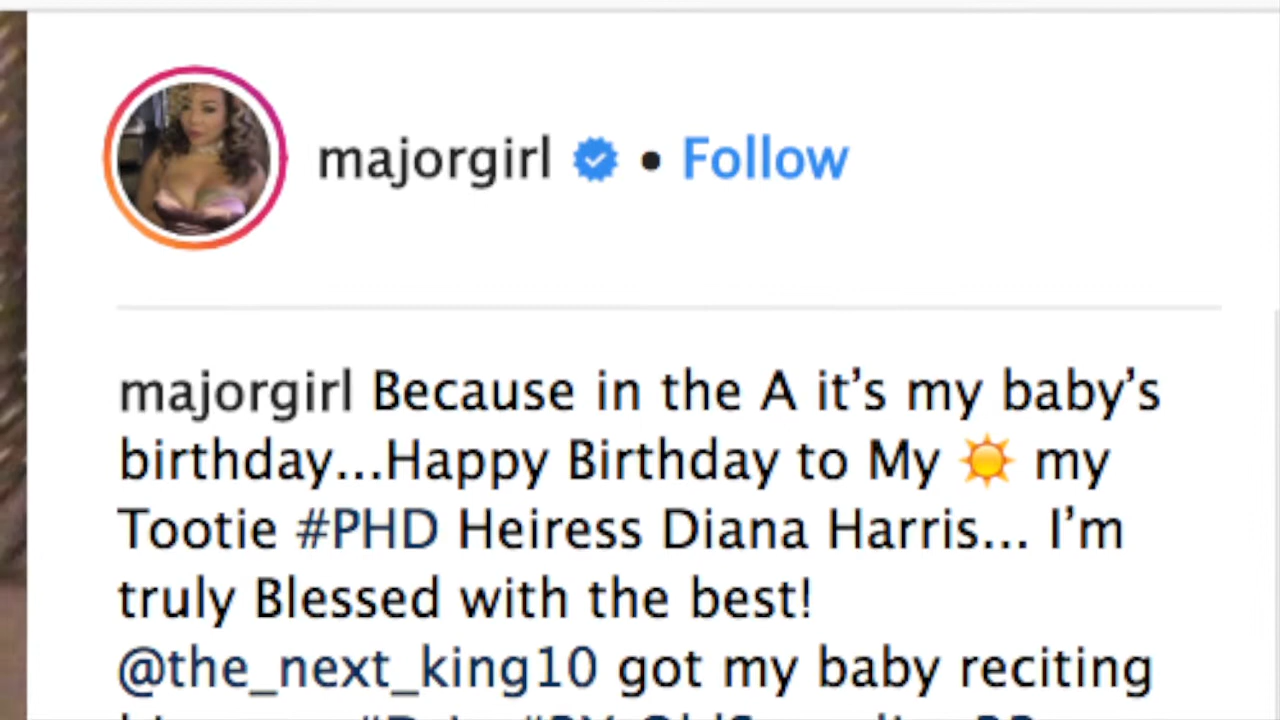 majorgirl • Follow
majorgirl Because in the A it’s my baby’s
birthday...Happy Birthday to My ☀️ my
Tootie #PHD Heiress Diana Harris... I’m
truly Blessed with the best!
@the_next_king10 got my baby reciting